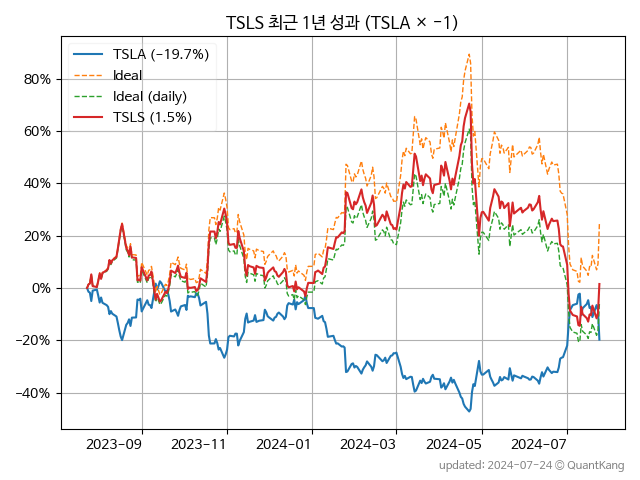 TSLS 최근 1년 성과 (TSLA × −1)
TSLA (−19.7%)
Ideal
Ideal (daily)
TSLS (1.5%)
80%
60%
40%
20%
0%
−20%
−40%
2023-09
2023-11
2024-01
2024-03
2024-05
2024-07
updated: 2024-07-24 @ QuantKang